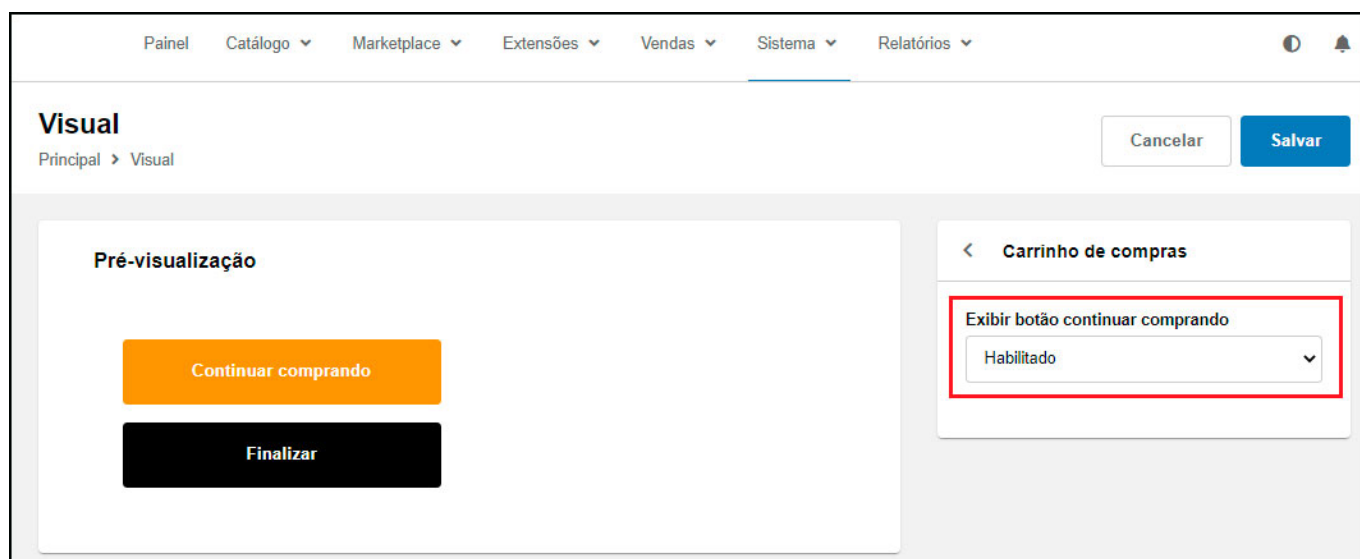 Painel Catálogo Marketplace Extensões Vendas Sistema Relatórios
Visual
Principal > Visual
Cancelar Salvar
Pré-visualização
Continuar comprando
Finalizar
Carrinho de compras
Exibir botão continuar comprando
Habilitado